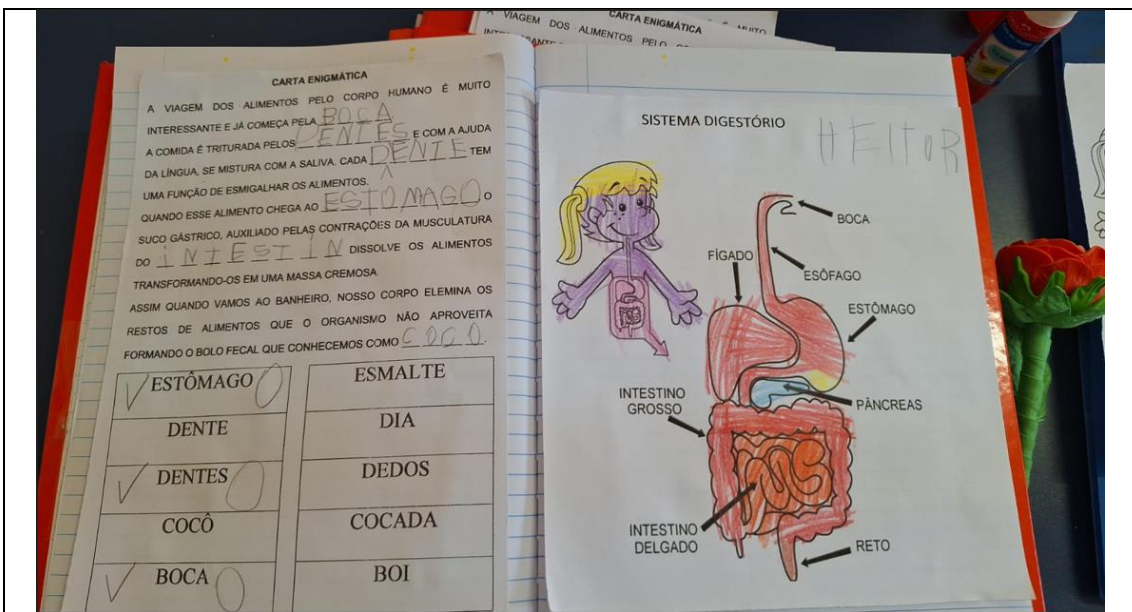 A VIAGEM DOS ALIMENTOS PELO
CARTA ENIGMÁTICA
MUITO
CARTA ENIGMÁTICA
A VIAGEM DOS ALIMENTOS PELO CORPO HUMANO É MUITO
INTERESSANTE E JÁ COMEÇA PELA BOCA
A COMIDA É TRITURADA PELOS DENTES E COM A AJUDA
DA LÍNGUA, SE MISTURA COM A SALIVA. CADA DENTE TEM
UMA FUNÇÃO DE ESMIGALHAR OS ALIMENTOS.
QUANDO ESSE ALIMENTO CHEGA AO ESTÔMAGO O
SUCO GÁSTRICO, AUXILIADO PELAS CONTRAÇÕES DA MUSCULATURA
DO INTESTIN DISSOLVE OS ALIMENTOS
TRANSFORMANDO-OS EM UMA MASSA CREMOSA.
ASSIM QUANDO VAMOS AO BANHEIRO, NOSSO CORPO ELEMINA OS
RESTOS DE ALIMENTOS QUE O ORGANISMO NÃO APROVEITA
FORMANDO O BOLO FECAL QUE CONHECEMOS COMO COCO.
ESTÔMAGO ESMALTE
DENTE DIA
DENTES DEDOS
COCÔ COCADA
BOCA BOI
SISTEMA DIGESTÓRIO
HEITOR
BOCA
FÍGADO
ESÔFAGO
ESTÔMAGO
INTESTINO
GROSSO
PÂNCREAS
INTESTINO
DELGADO
RETO